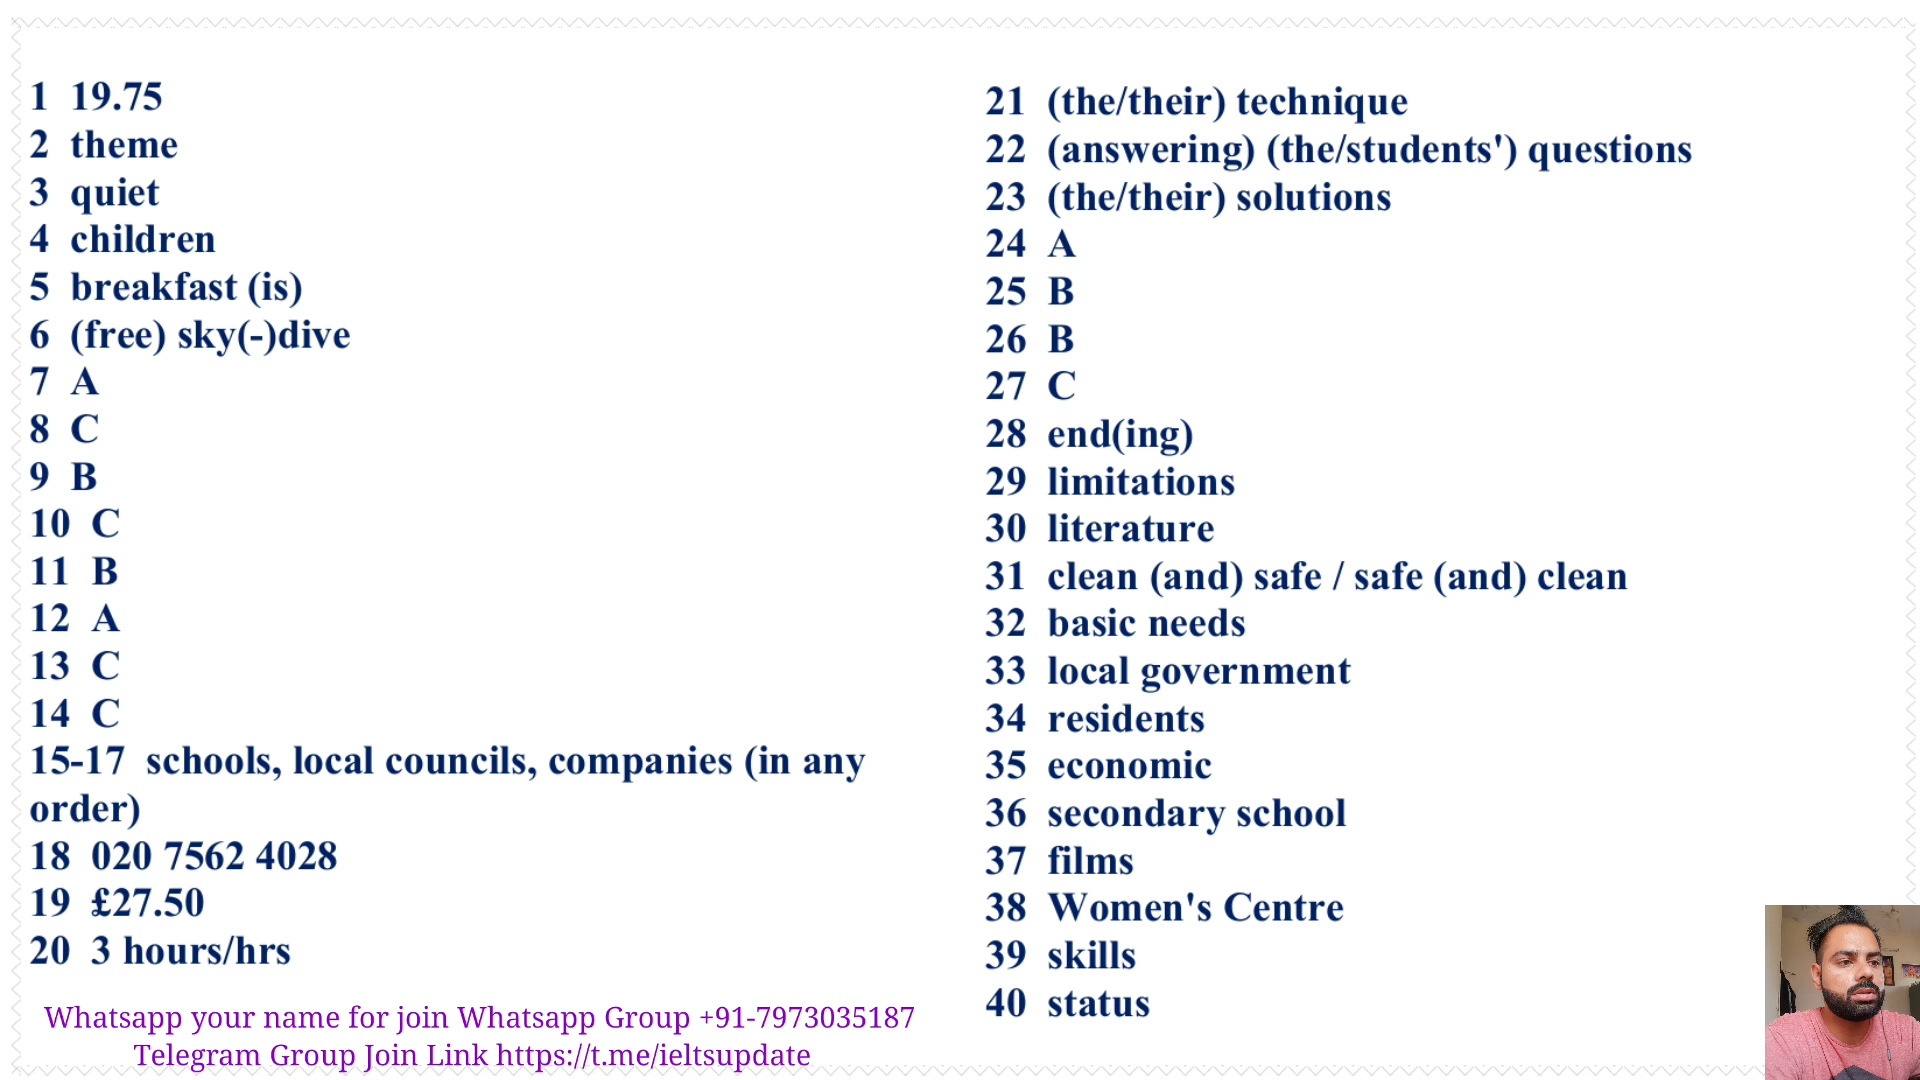 1 19.75
2 theme
3 quiet
4 children
5 breakfast (is)
6 (free) sky(-)dive
7 A
8 C
9 B
10 C
11 B
12 A
13 C
14 C
15-17 schools, local councils, companies (in any
order)
18 020 7562 4028
19 £27.50
20 3 hours/hrs
21 (the/their) technique
22 (answering) (the/students') questions
23 (the/their) solutions
24 A
25 B
26 B
27 C
28 end(ing)
29 limitations
30 literature
31 clean (and) safe / safe (and) clean
32 basic needs
33 local government
34 residents
35 economic
36 secondary school
37 films
38 Women's Centre
39 skills
40 status
Whatsapp your name for join Whatsapp Group +91-7973035187
Telegram Group Join Link https://t.me/ieltsupdate